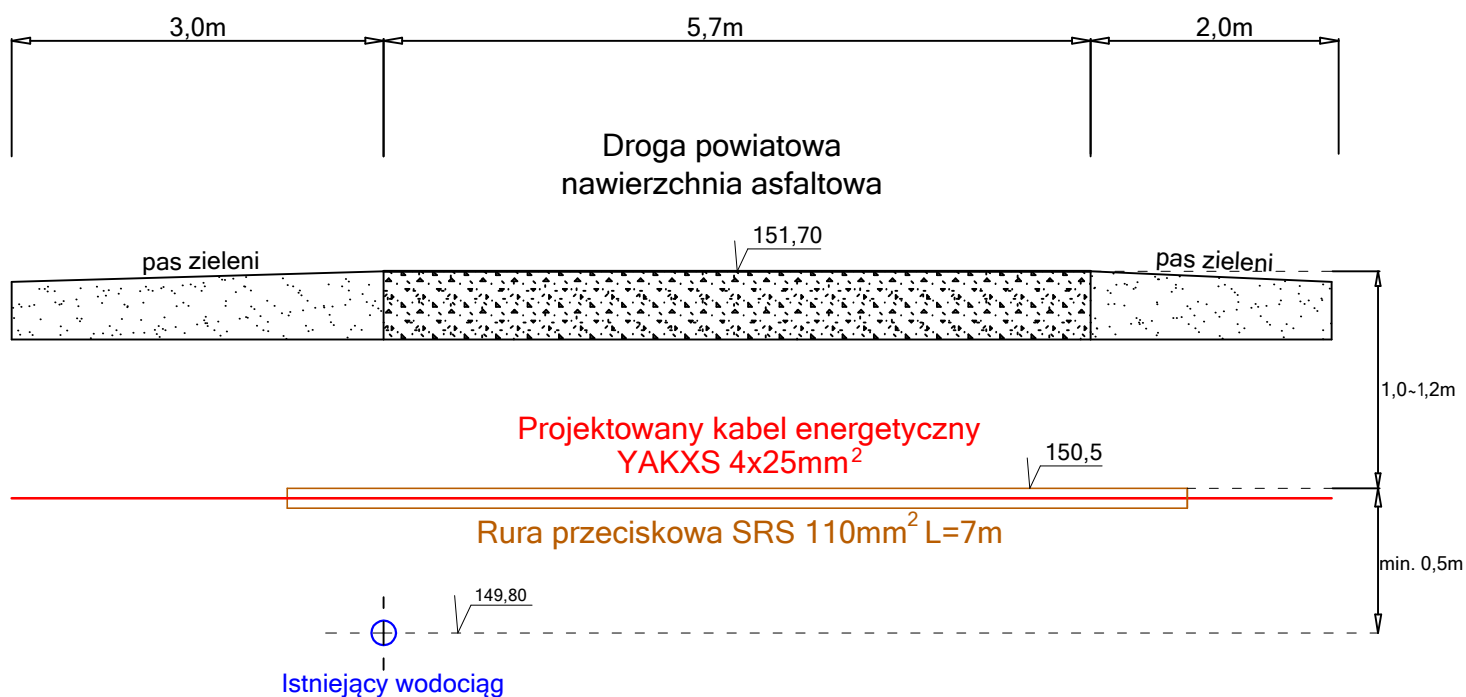 3,0m
5,7m
2,0m
Droga powiatowa
nawierzchnia asfaltowa
151,70
pas zieleni
pas zieleni
1,0~1,2m
Projektowany kabel energetyczny
YAKXS 4x25mm²
150,5
Rura przeciskowa SRS 110mm² L=7m
min. 0,5m
149,80
Istniejący wodociąg